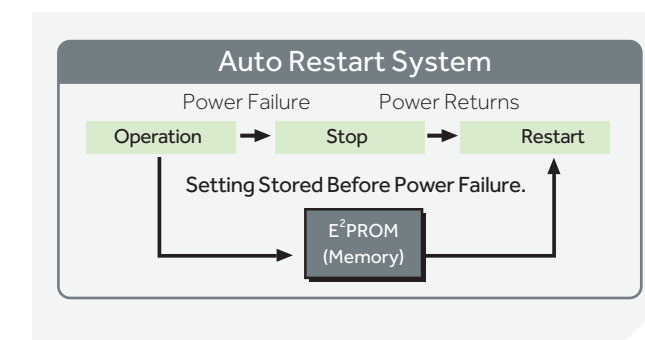 Auto Restart System
Power Failure Power Returns
Operation Stop Restart
Setting Stored Before Power Failure.
E²PROM
(Memory)